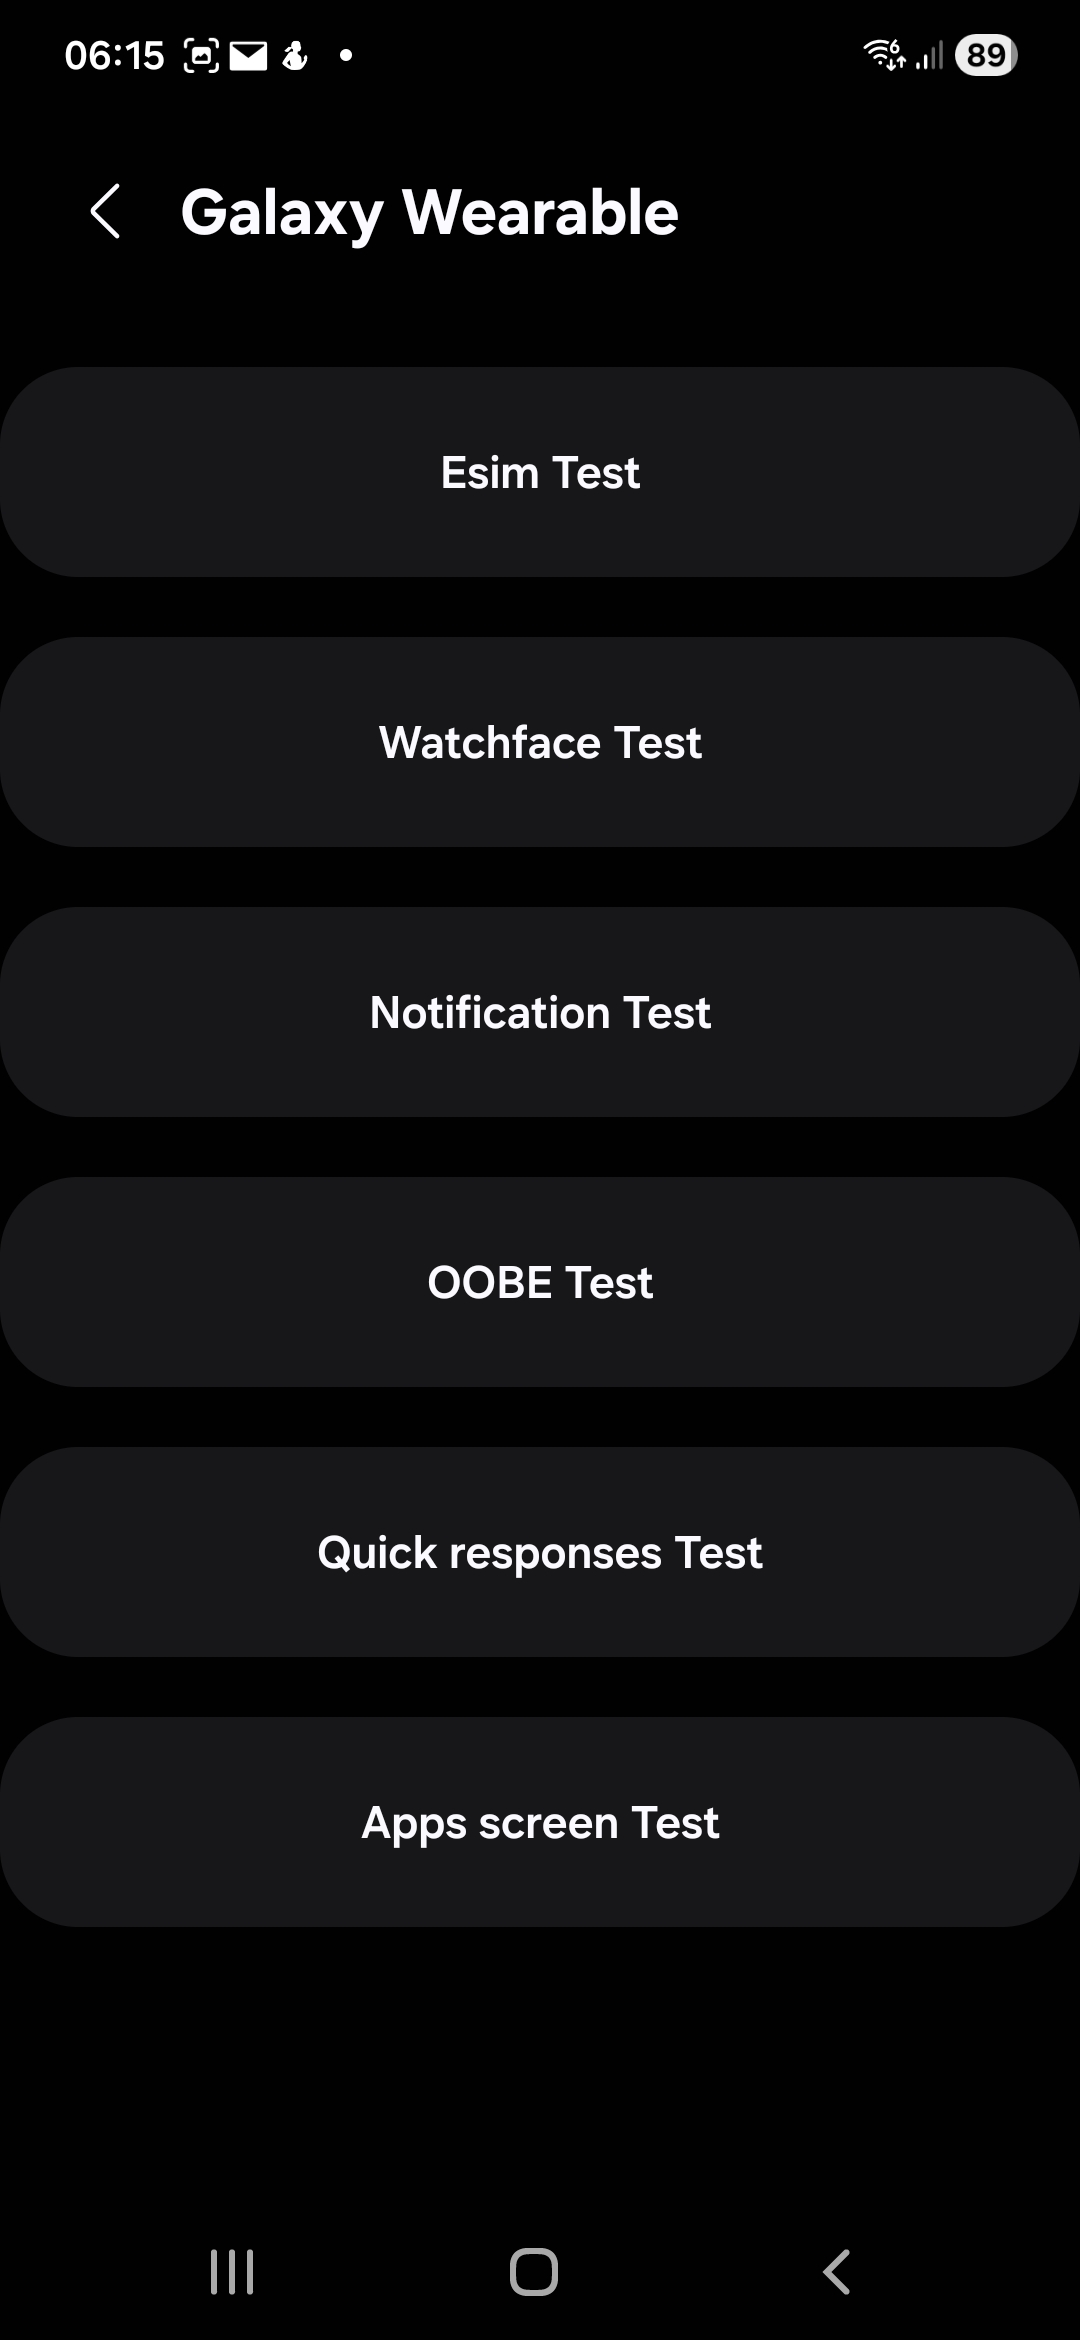 06:15
6
89
Galaxy Wearable
Esim Test
Watchface Test
Notification Test
OOBE Test
Quick responses Test
Apps screen Test